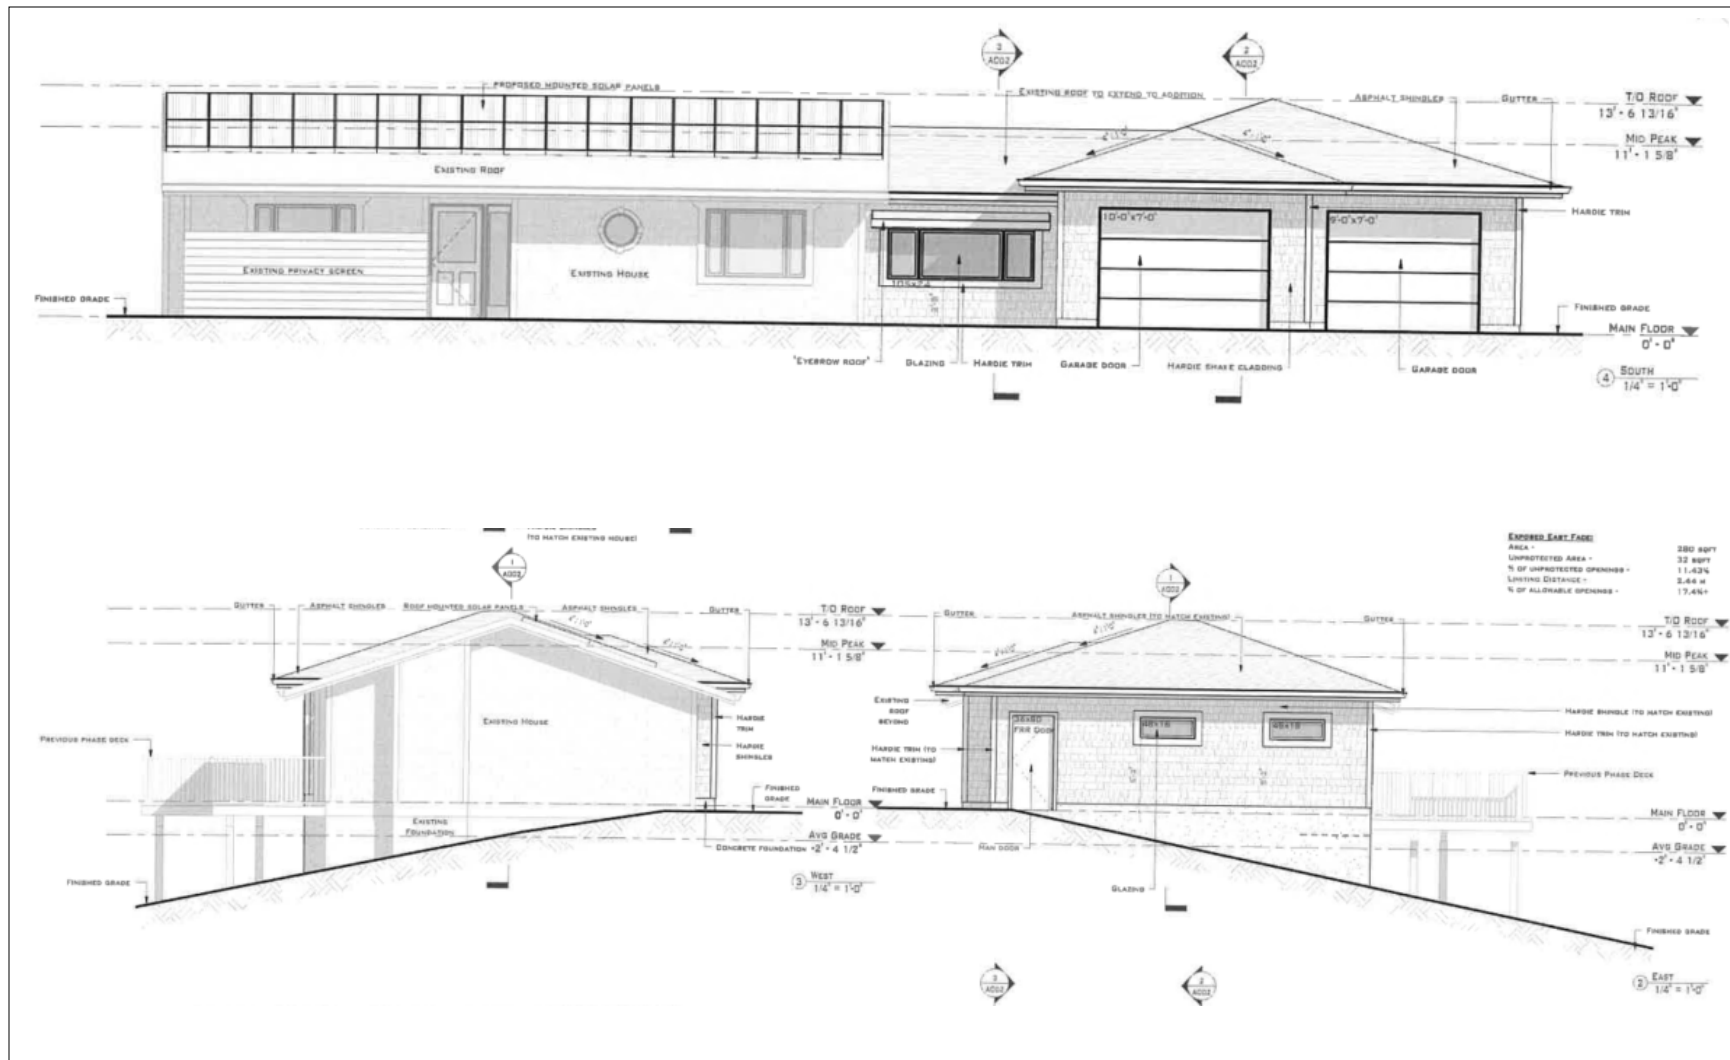 3
A002
2
A002
PROPOSED MOUNTED SOLAR PANELS
EXISTING ROOF TO EXTEND TO ADDITION
ASPHALT SHINGLES
GUTTER
T/O ROOF
13' - 6 13/16"
MID PEAK
11' - 1 5/8"
EXISTING ROOF
HARDIE TRIM
10'-0"x7'-0"
9'-0"x7'-0"
EXISTING PRIVACY SCREEN
EXISTING HOUSE
FINISHED GRADE
FINISHED GRADE
MAIN FLOOR
0' - 0"
"EYEBROW ROOF"
GLAZING
HARDIE TRIM
GARAGE DOOR
HARDIE SHAKE CLADDING
GARAGE DOOR
4 SOUTH
1/4" = 1'-0"
(TO MATCH EXISTING HOUSE)
EXPOSED EAST FACE:
AREA - 280 SQFT
UNPROTECTED AREA - 32 SQFT
% OF UNPROTECTED OPENINGS - 11.43%
LIMITING DISTANCE - 2.44 M
% OF ALLOWABLE OPENINGS -
1
A002
GUTTER
ASPHALT SHINGLES
ROOF MOUNTED SOLAR PANELS
ASPHALT SHINGLES
GUTTER
T/O ROOF
13' - 6 13/16"
MID PEAK
11' - 1 5/8"
EXISTING HOUSE
HARDIE TRIM
HARDIE SHINGLES
PREVIOUS PHASE DECK
FINISHED GRADE
MAIN FLOOR
0' - 0"
EXISTING FOUNDATION
AVG GRADE
-2' - 4 1/2"
CONCRETE FOUNDATION
FINISHED GRADE
3 WEST
1/4" = 1'-0"
1
A002
GUTTER
ASPHALT SHINGLES (TO MATCH EXISTING)
GUTTER
T/O ROOF
13' - 6 13/16"
MID PEAK
11' - 1 5/8"
EXISTING ROOF BEYOND
36x80
48x18
48x18
HARDIE SHINGLE (TO MATCH EXISTING)
HARDIE TRIM (TO MATCH EXISTING)
HARDIE TRIM (TO MATCH EXISTING)
PREVIOUS PHASE DECK
FINISHED GRADE
MAIN FLOOR
0' - 0"
MAN DOOR
AVG GRADE
-2' - 4 1/2"
GLAZING
FINISHED GRADE
3
A002
2
A002
2 EAST
1/4" = 1'-0"